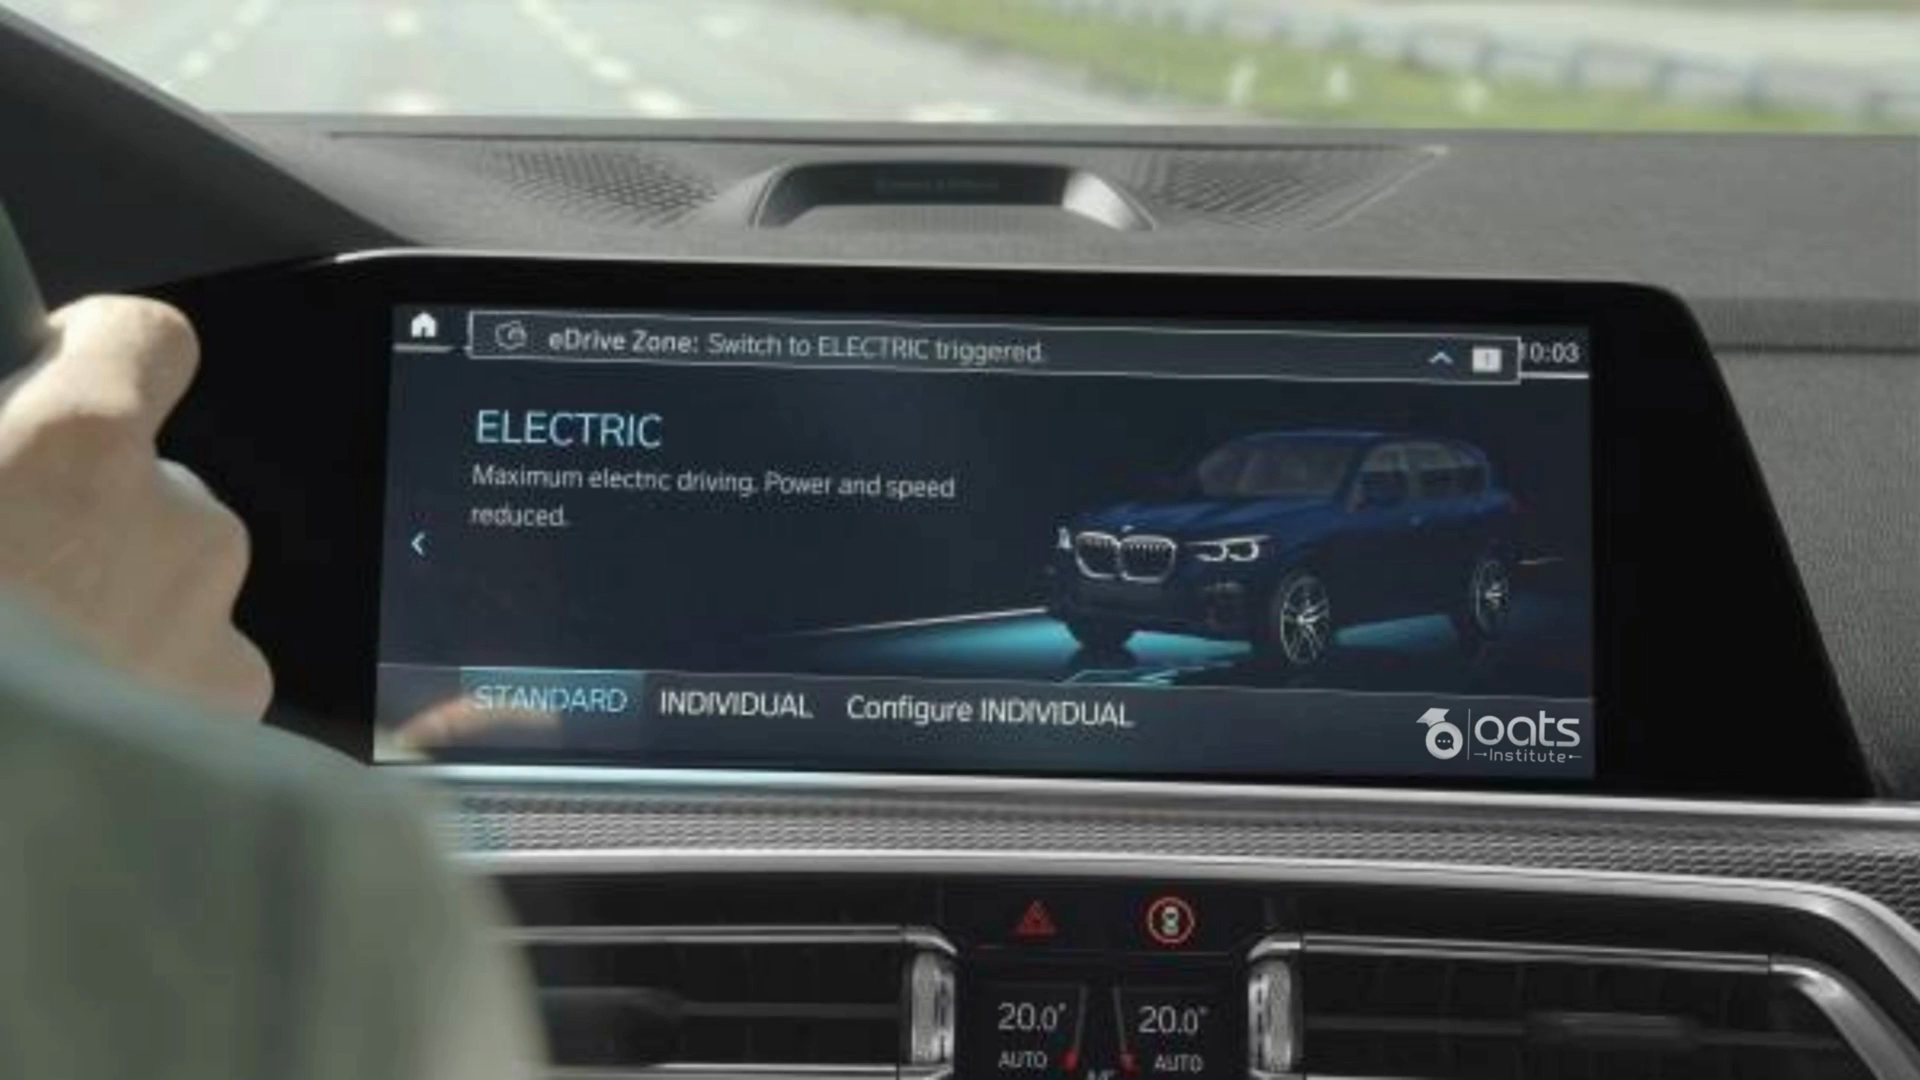 eDrive Zone: Switch to ELECTRIC triggered.
10:03
ELECTRIC
Maximum electric driving. Power and speed
reduced.
STANDARD INDIVIDUAL Configure INDIVIDUAL
oats
Institute
20.0° 20.0°
AUTO AUTO